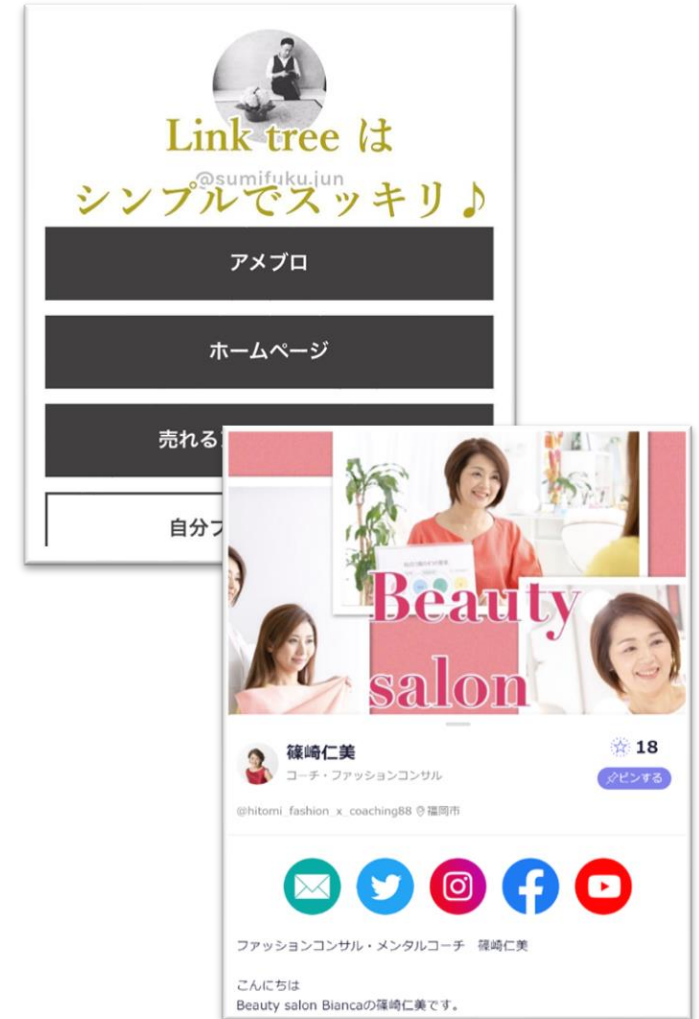 Link tree は
@sumifuku.jun
シンプルでスッキリ♪
アメブロ
ホームページ
売れる
自分ブ
Beauty
salon
篠崎仁美
18
コーチ・ファッションコンサル
ピンする
@hitomi_fashion_x_coaching88 福岡市
ファッションコンサル・メンタルコーチ 篠崎仁美
こんにちは
Beauty salon Biancaの篠崎仁美です。